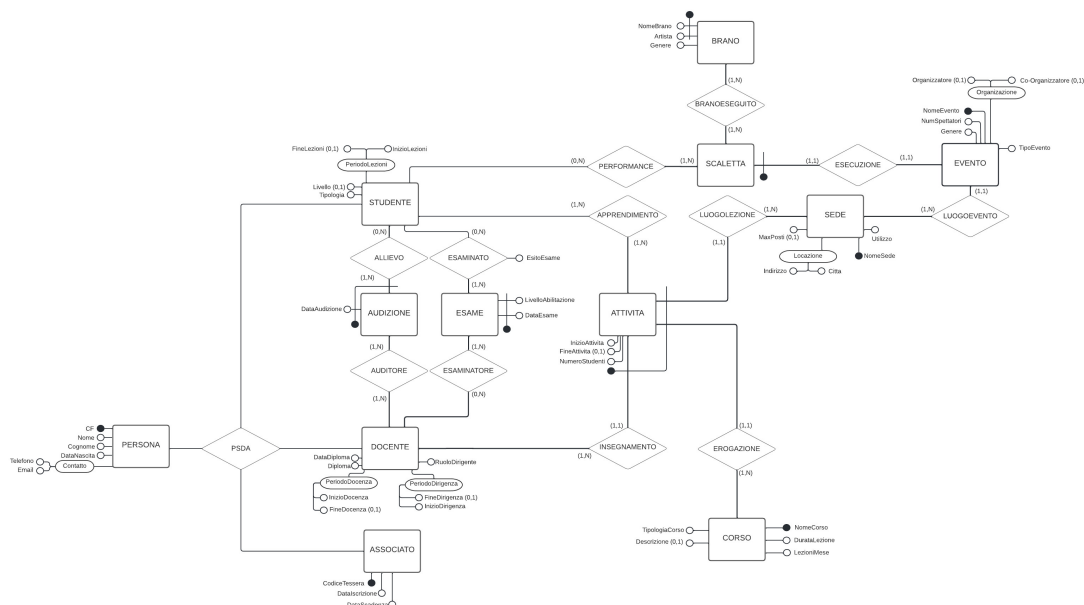 NomeBrano
Artista
Genere
BRANO
(1,N)
BRANOESEGUITO
(1,N)
Organizzatore (0,1)
Co-Organizzatore (0,1)
Organizazione
NomeEvento
NumSpettatori
Genere
TipoEvento
EVENTO
(1,1)
FineLezioni (0,1)
InizioLezioni
PeriodoLezioni
(0,N)
PERFORMANCE
(1,N)
SCALETTA
(1,1)
ESECUZIONE
(1,1)
Livello (0,1)
Tipologia
STUDENTE
(1,N)
APPRENDIMENTO
(1,N)
LUOGOLEZIONE
(1,N)
(1,1)
SEDE
(1,N)
LUOGOEVENTO
MaxPosti (0,1)
Utilizzo
Locazione
NomeSede
Indirizzo
Citta
(0,N)
(0,N)
ALLIEVO
ESAMINATO
EsitoEsame
(1,N)
(1,N)
DataAudizione
AUDIZIONE
ESAME
LivelloAbilitazione
DataEsame
ATTIVITA
InizioAttivita
FineAttivita (0,1)
NumeroStudenti
(1,N)
(1,N)
AUDITORE
ESAMINATORE
(1,N)
(0,N)
(1,1)
INSEGNAMENTO
(1,N)
(1,1)
EROGAZIONE
(1,N)
CF
Nome
Cognome
DataNascita
Telefono
Email
Contatto
PERSONA
PSDA
DOCENTE
DataDiploma
Diploma
RuoloDirigente
PeriodoDocenza
PeriodoDirigenza
InizioDocenza
FineDocenza (0,1)
FineDirigenza (0,1)
InizioDirigenza
TipologiaCorso
Descrizione (0,1)
CORSO
NomeCorso
DurataLezione
LezioniMese
ASSOCIATO
CodiceTessera
DataIscrizione
DataScadenza